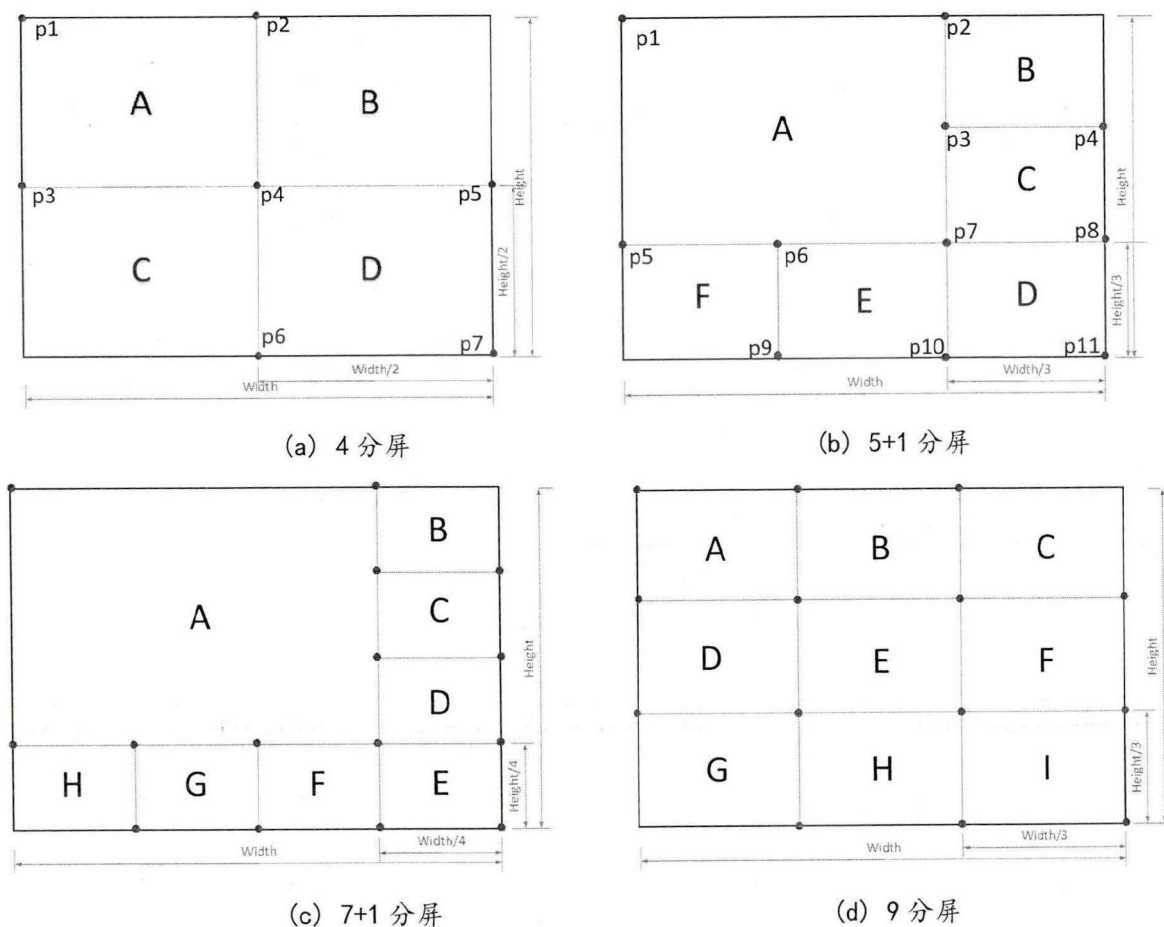 p1 p2
A B
p3 p4 p5
C D
p6 p7
Height/2
Height
Width/2
Width
(a) 4 分屏
p1 p2
B
A
p3 p4
C
p5 p6 p7 p8
F E D
p9 p10 p11
Height
Height/3
Width/3
Width
(b) 5+1 分屏
B
A
C
D
H G F E
Height
Height/4
Width/4
Width
(c) 7+1 分屏
A B C
D E F
G H I
Height
Height/3
Width/3
Width
(d) 9 分屏